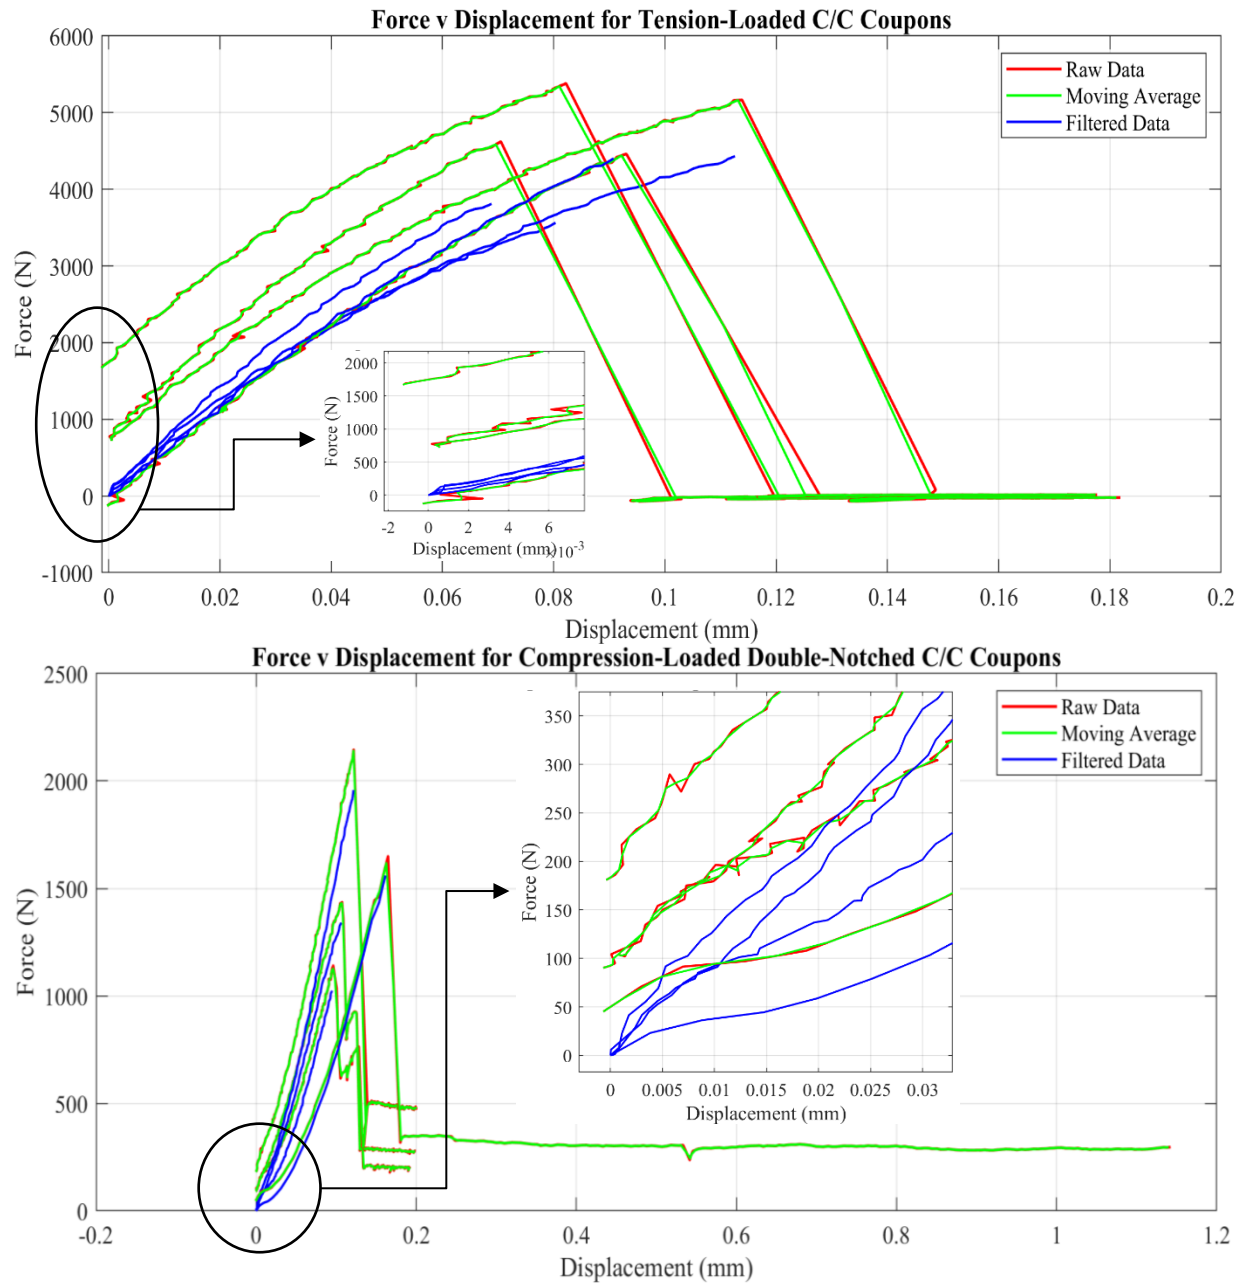 Force v Displacement for Tension-Loaded C/C Coupons
6000
5000
4000
3000
2000
1000
0
-1000
Force (N)
Raw Data
Moving Average
Filtered Data
2000
1500
1000
500
0
Force (N)
-2 0 2 4 6
Displacement (mm)×10-3
0 0.02 0.04 0.06 0.08 0.1 0.12 0.14 0.16 0.18 0.2
Displacement (mm)
Force v Displacement for Compression-Loaded Double-Notched C/C Coupons
2500
2000
1500
1000
500
0
Force (N)
Raw Data
Moving Average
Filtered Data
350
300
250
200
150
100
50
0
Force (N)
0 0.005 0.01 0.015 0.02 0.025 0.03
Displacement (mm)
-0.2 0 0.2 0.4 0.6 0.8 1 1.2
Displacement (mm)